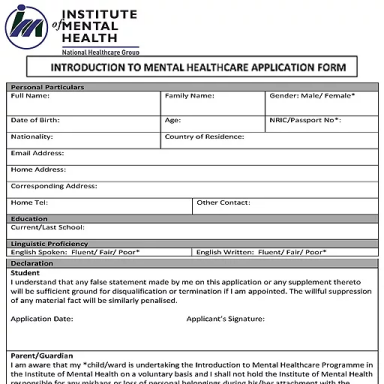 INSTITUTE
of MENTAL
HEALTH
National Healthcare Group
INTRODUCTION TO MENTAL HEALTHCARE APPLICATION FORM
Personal Particulars
Full Name: Family Name: Gender: Male/ Female*
Date of Birth: Age: NRIC/Passport No*:
Nationality: Country of Residence:
Email Address:
Home Address:
Corresponding Address:
Home Tel: Other Contact:
Education
Current/Last School:
Linguistic Proficiency
English Spoken: Fluent/ Fair/ Poor* English Written: Fluent/ Fair/ Poor*
Declaration
Student
I understand that any false statement made by me on this application or any supplement thereto
will be sufficient ground for disqualification or termination if I am appointed. The willful suppression
of any material fact will be similarly penalised.
Application Date: Applicant's Signature:
Parent/Guardian
I am aware that my *child/ward is undertaking the Introduction to Mental Healthcare Programme in
the Institute of Mental Health on a voluntary basis and I shall not hold the Institute of Mental Health
responsible for any mishaps or loss of personal belongings during his/her attachment with the